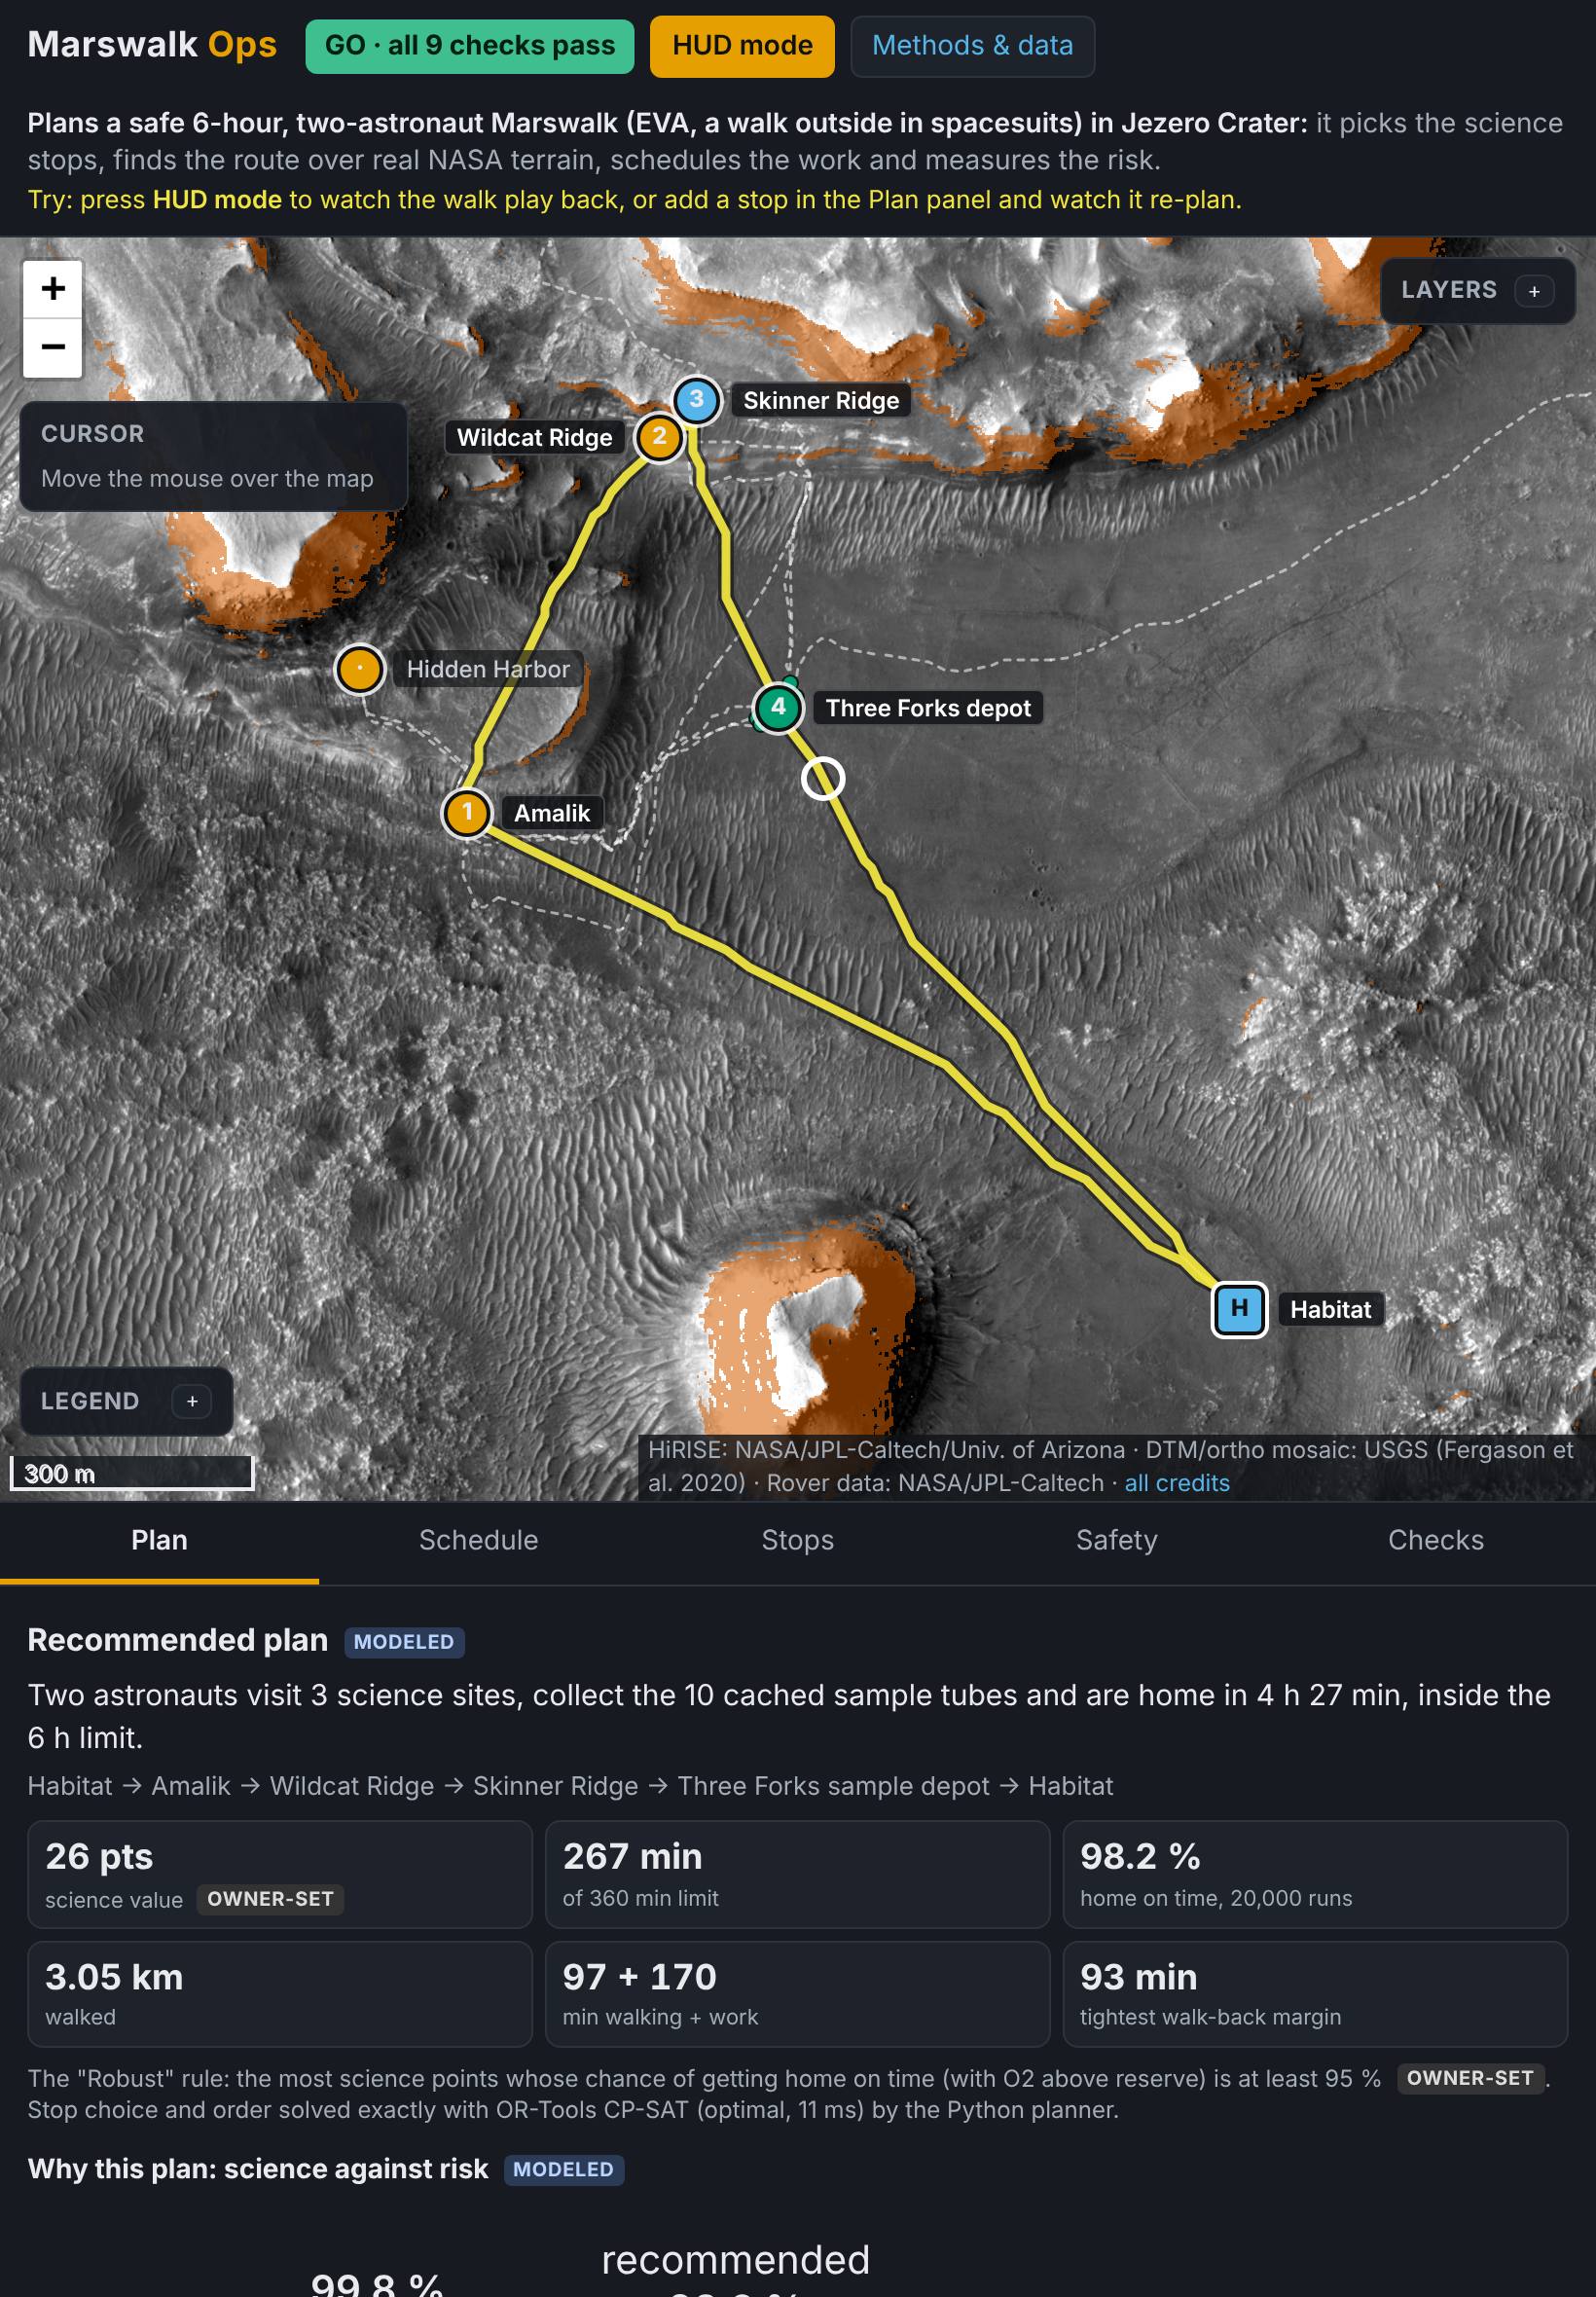 Marswalk Ops
GO · all 9 checks pass
HUD mode
Methods & data
Plans a safe 6-hour, two-astronaut Marswalk (EVA, a walk outside in spacesuits) in Jezero Crater: it picks the science
stops, finds the route over real NASA terrain, schedules the work and measures the risk.
Try: press HUD mode to watch the walk play back, or add a stop in the Plan panel and watch it re-plan.
+
−
LAYERS +
CURSOR
Move the mouse over the map
3 Skinner Ridge
Wildcat Ridge 2
Hidden Harbor
4 Three Forks depot
1 Amalik
H Habitat
LEGEND +
300 m
HiRISE: NASA/JPL-Caltech/Univ. of Arizona · DTM/ortho mosaic: USGS (Fergason et
al. 2020) · Rover data: NASA/JPL-Caltech · all credits
Plan
Schedule
Stops
Safety
Checks
Recommended plan MODELED
Two astronauts visit 3 science sites, collect the 10 cached sample tubes and are home in 4 h 27 min, inside the
6 h limit.
Habitat → Amalik → Wildcat Ridge → Skinner Ridge → Three Forks sample depot → Habitat
26 pts
science value OWNER-SET
267 min
of 360 min limit
98.2 %
home on time, 20,000 runs
3.05 km
walked
97 + 170
min walking + work
93 min
tightest walk-back margin
The "Robust" rule: the most science points whose chance of getting home on time (with O2 above reserve) is at least 95 % OWNER-SET.
Stop choice and order solved exactly with OR-Tools CP-SAT (optimal, 11 ms) by the Python planner.
Why this plan: science against risk MODELED
recommended
99.8 %